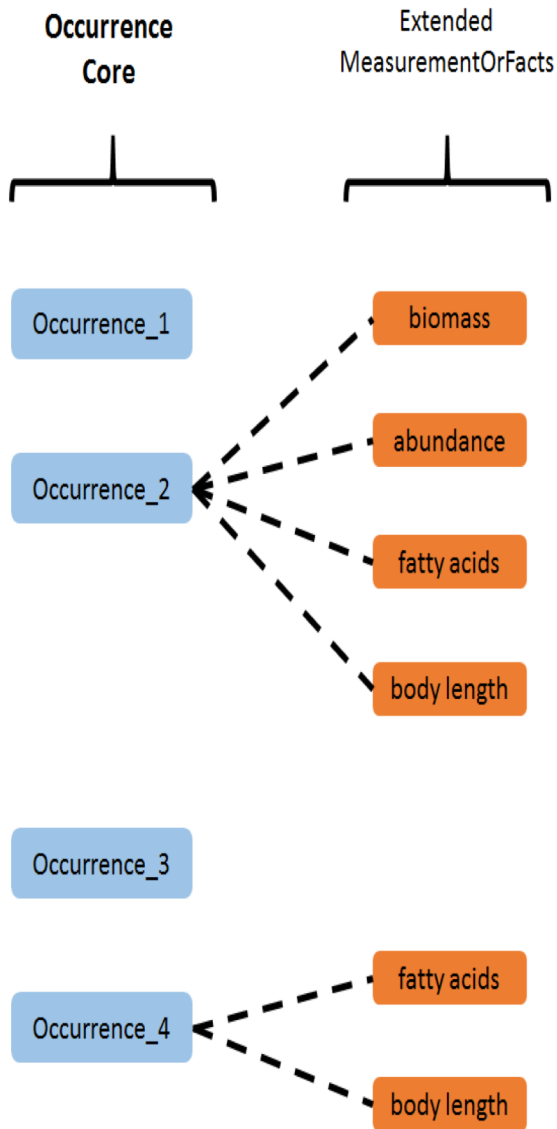 Occurrence
Core
Extended
MeasurementOrFacts
Occurrence_1
biomass
abundance
Occurrence_2
fatty acids
body length
Occurrence_3
fatty acids
Occurrence_4
body length